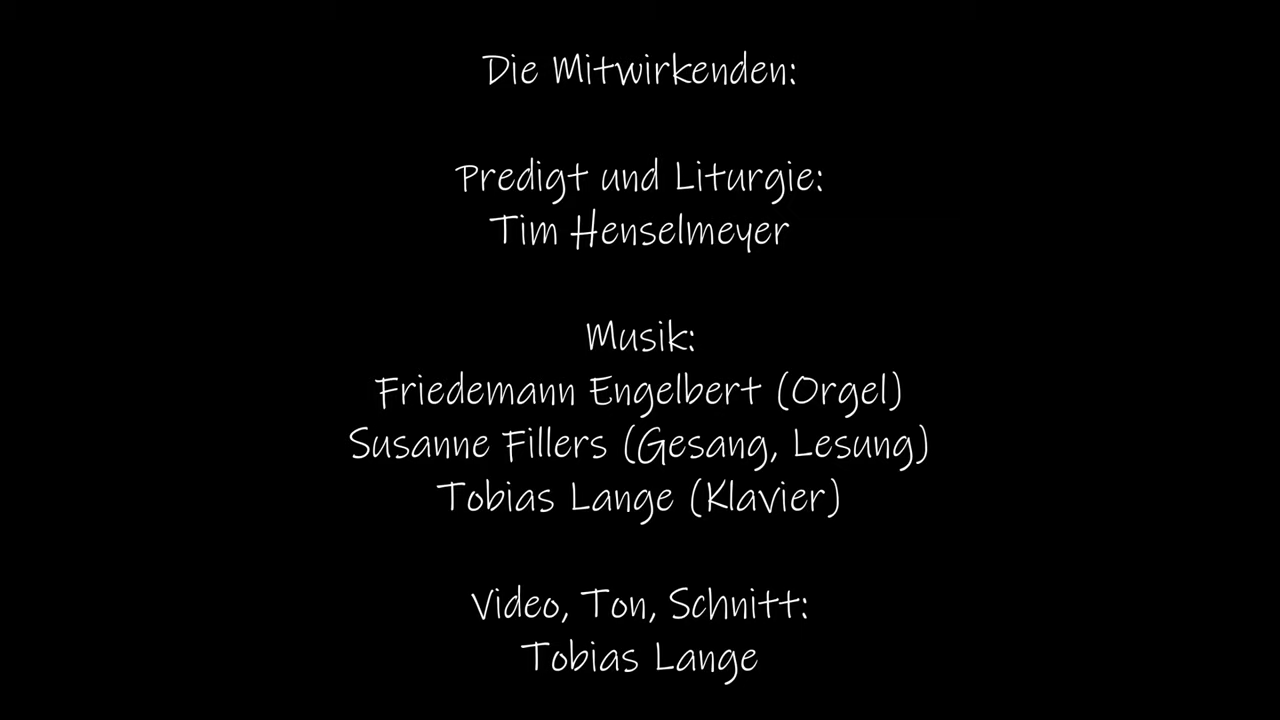 Die Mitwirkenden:
Predigt und Liturgie:
Tim Henselmeyer
Musik:
Friedemann Engelbert (Orgel)
Susanne Fillers (Gesang, Lesung)
Tobias Lange (Klavier)
Video, Ton, Schnitt:
Tobias Lange